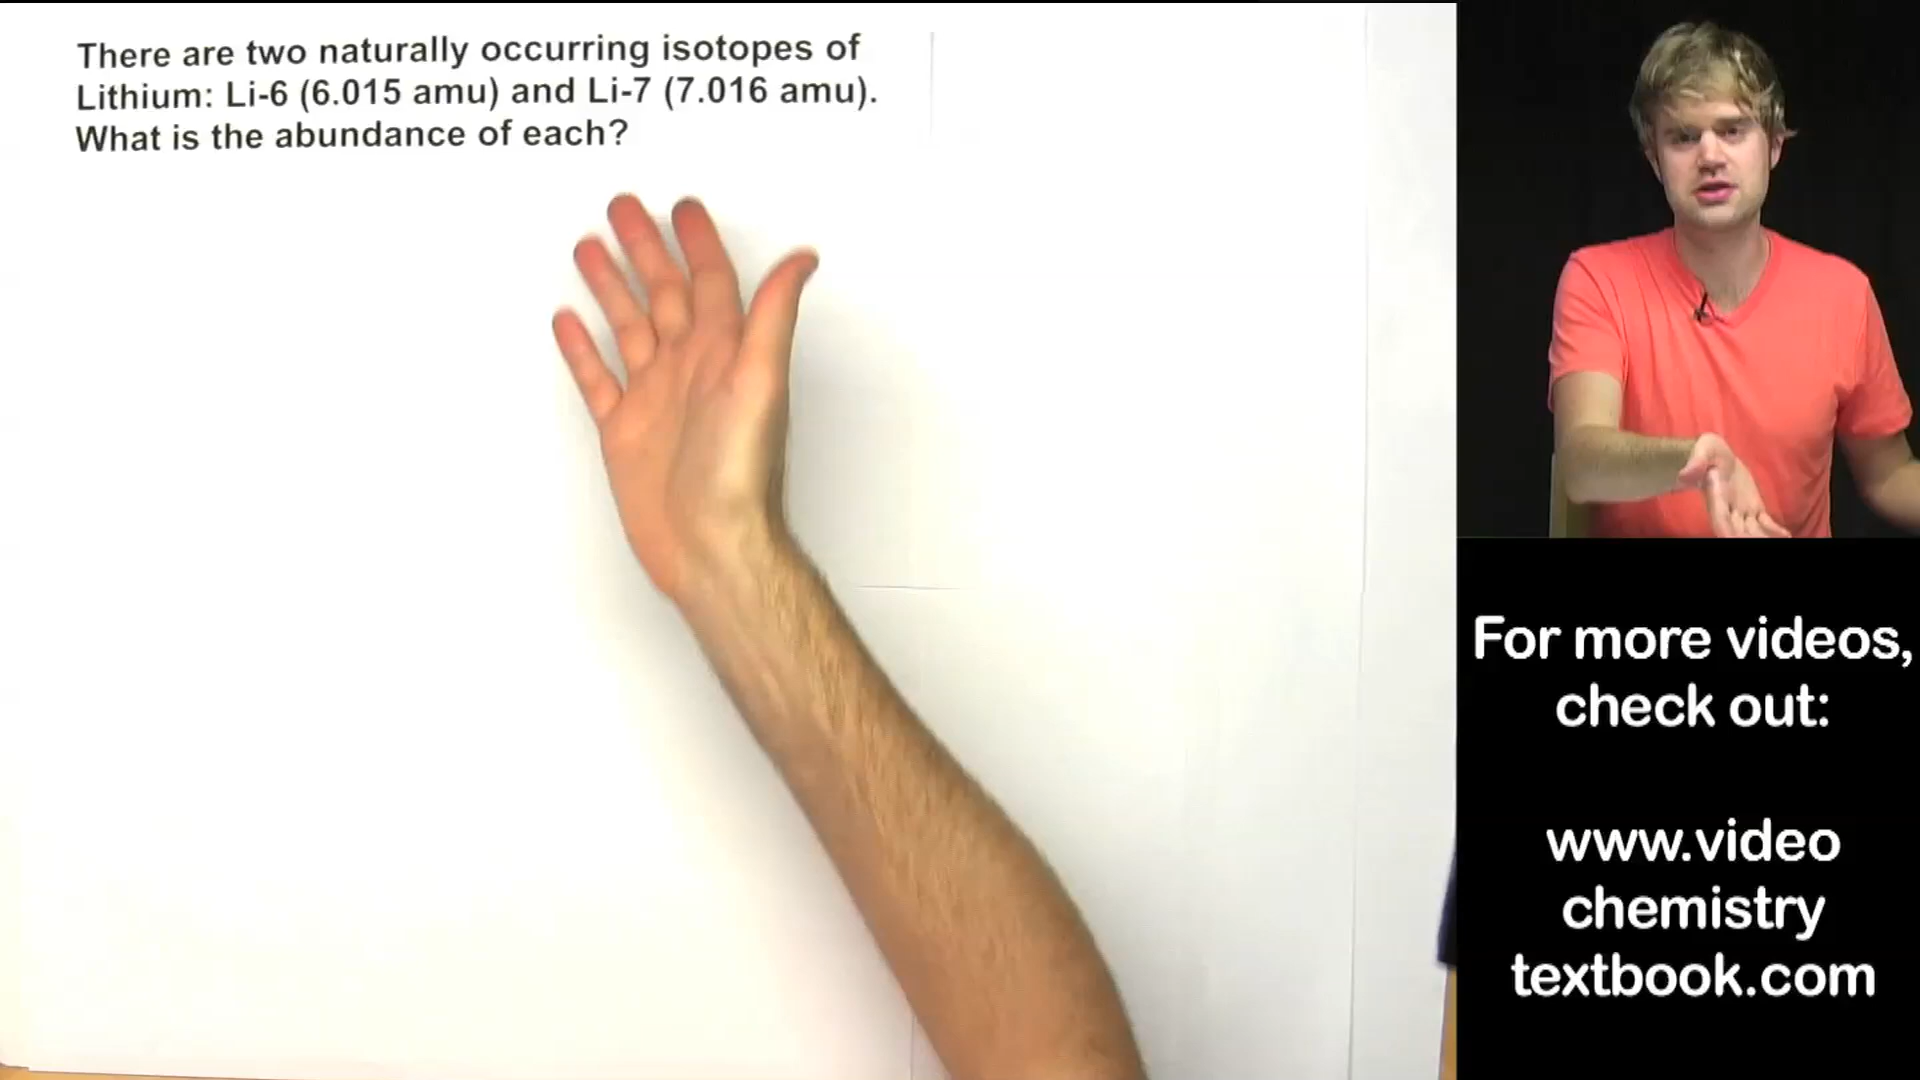 There are two naturally occurring isotopes of
Lithium: Li-6 (6.015 amu) and Li-7 (7.016 amu).
What is the abundance of each?
For more videos,
check out:
www.video
chemistry
textbook.com